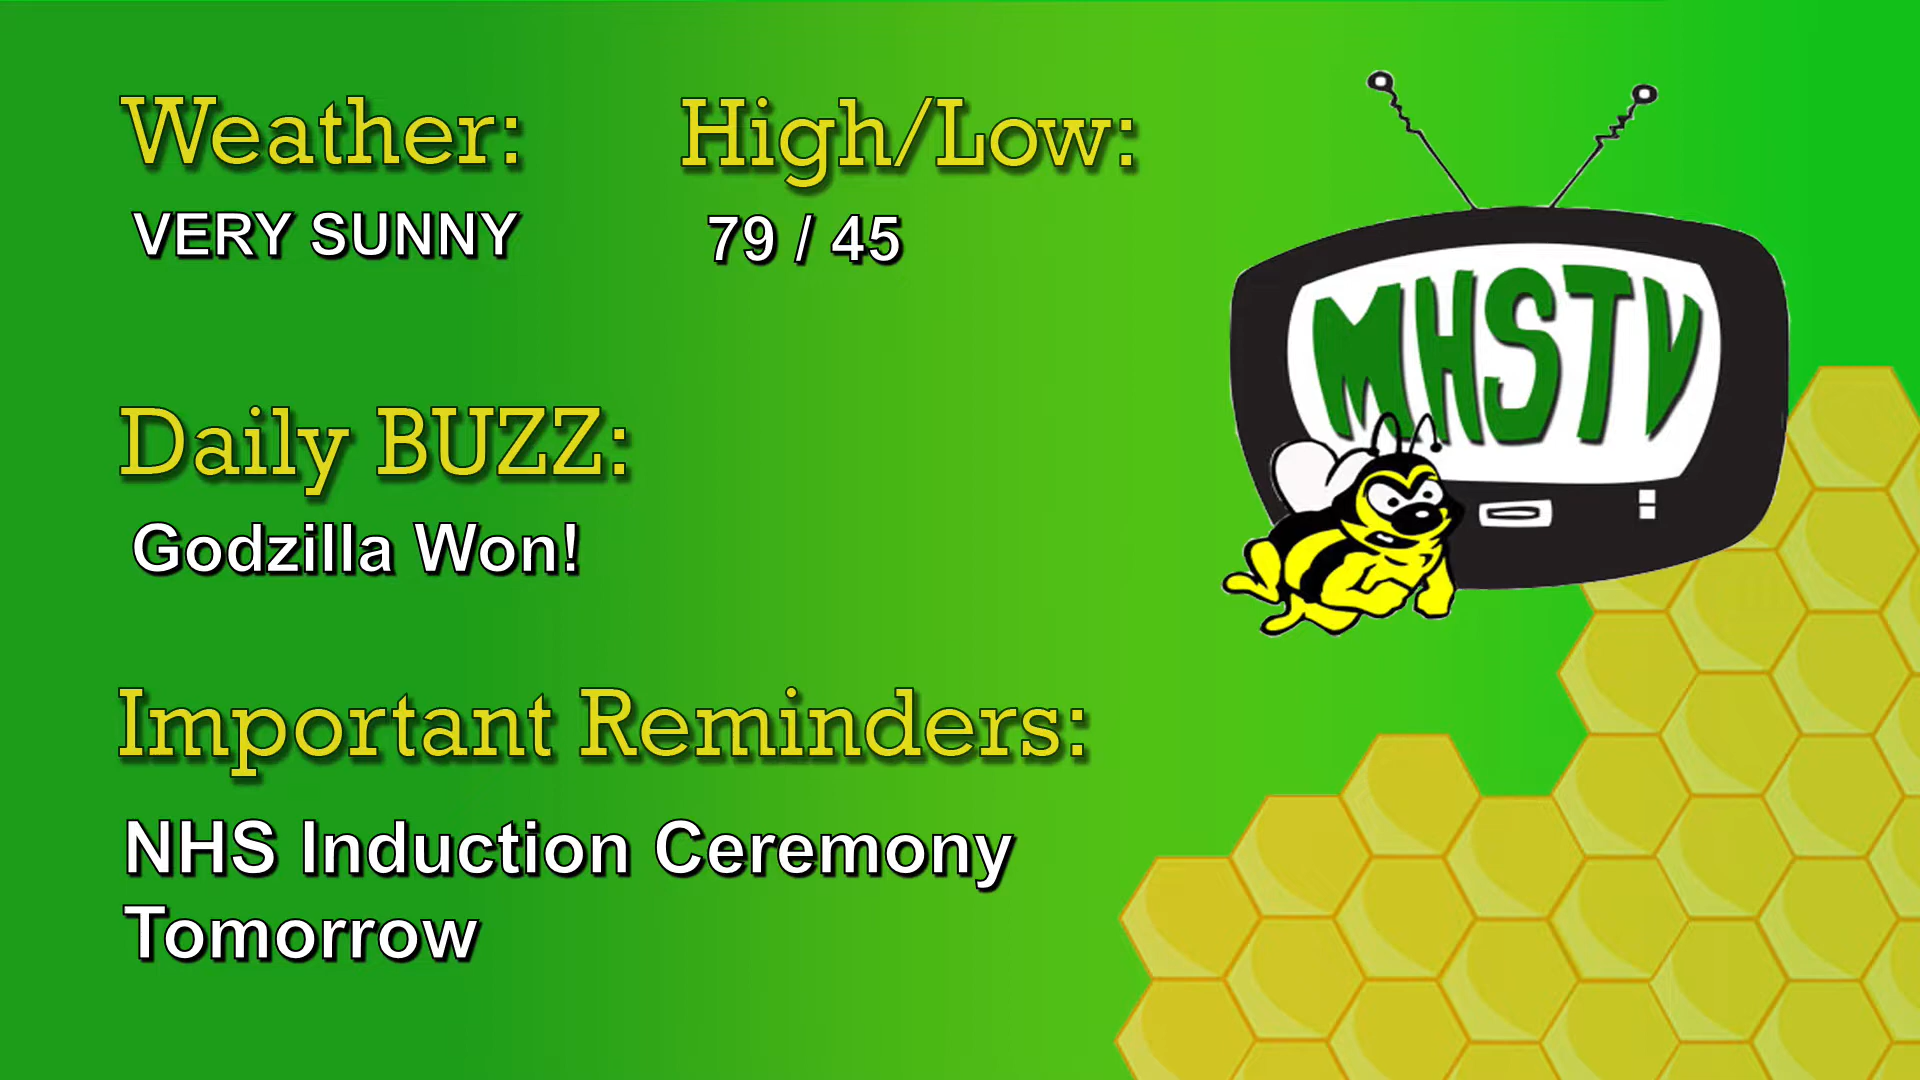 Weather:
VERY SUNNY
High/Low:
79 / 45
MHSTV
Daily BUZZ:
Godzilla Won!
Important Reminders:
NHS Induction Ceremony
Tomorrow